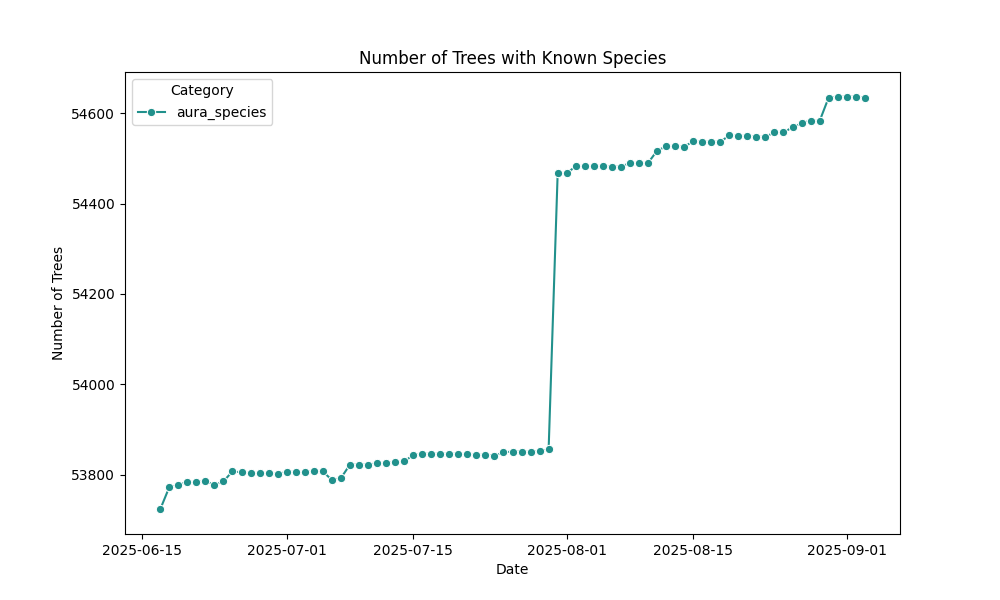 Number of Trees with Known Species
Category
aura_species
Number of Trees
54600
54400
54200
54000
53800
2025-06-15
2025-07-01
2025-07-15
2025-08-01
2025-08-15
2025-09-01
Date